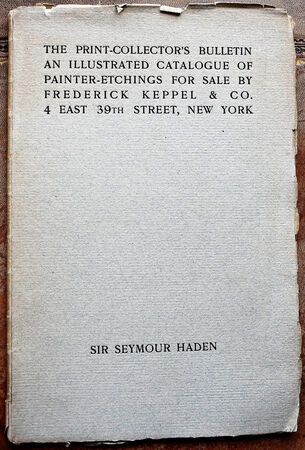 THE PRINT-COLLECTOR'S BULLETIN
AN ILLUSTRATED CATALOGUE OF
PAINTER-ETCHINGS FOR SALE BY
FREDERICK KEPPEL & CO.
4 EAST 39TH STREET, NEW YORK
SIR SEYMOUR HADEN